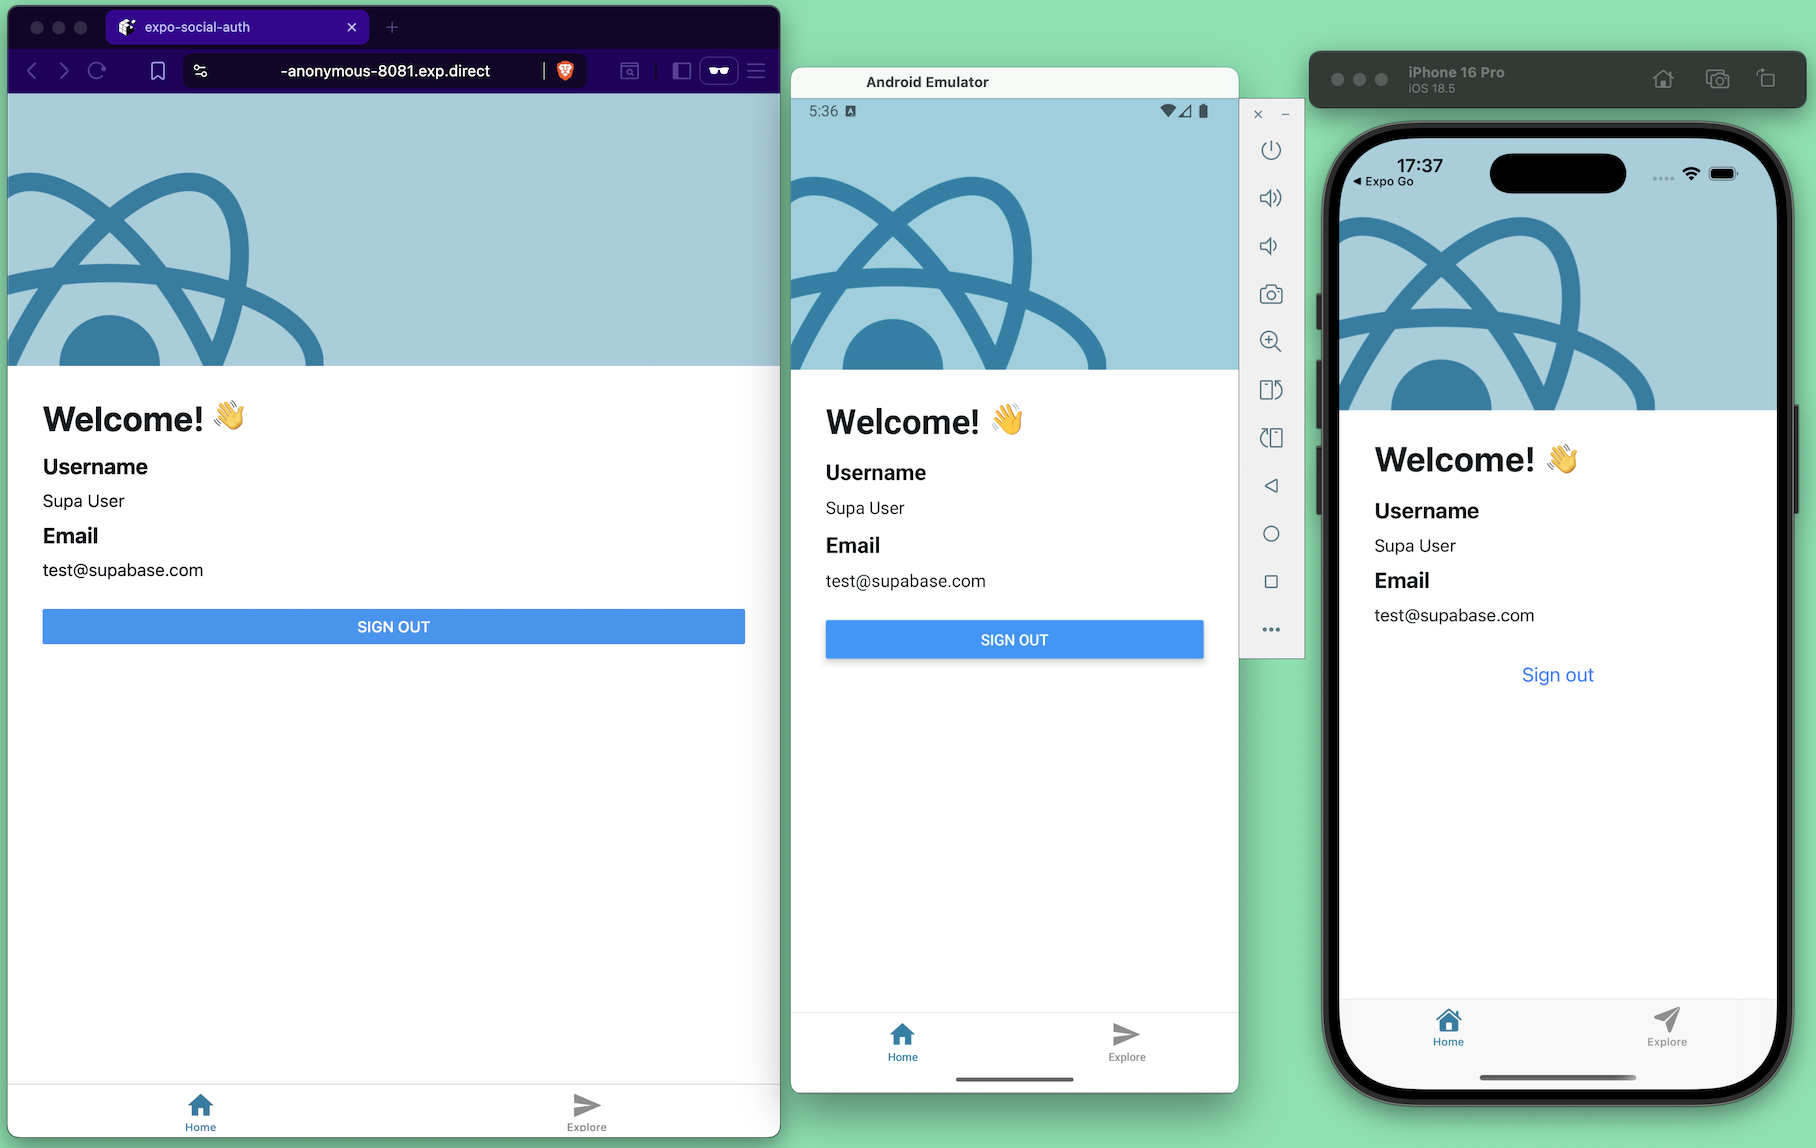 expo-social-auth
-anonymous-8081.exp.direct
Welcome! 👋
Username
Supa User
Email
test@supabase.com
SIGN OUT
Home
Explore
Android Emulator
5:36
A
Welcome! 👋
Username
Supa User
Email
test@supabase.com
SIGN OUT
Home
Explore
iPhone 16 Pro
iOS 18.5
17:37
◀ Expo Go
Welcome! 👋
Username
Supa User
Email
test@supabase.com
Sign out
Home
Explore